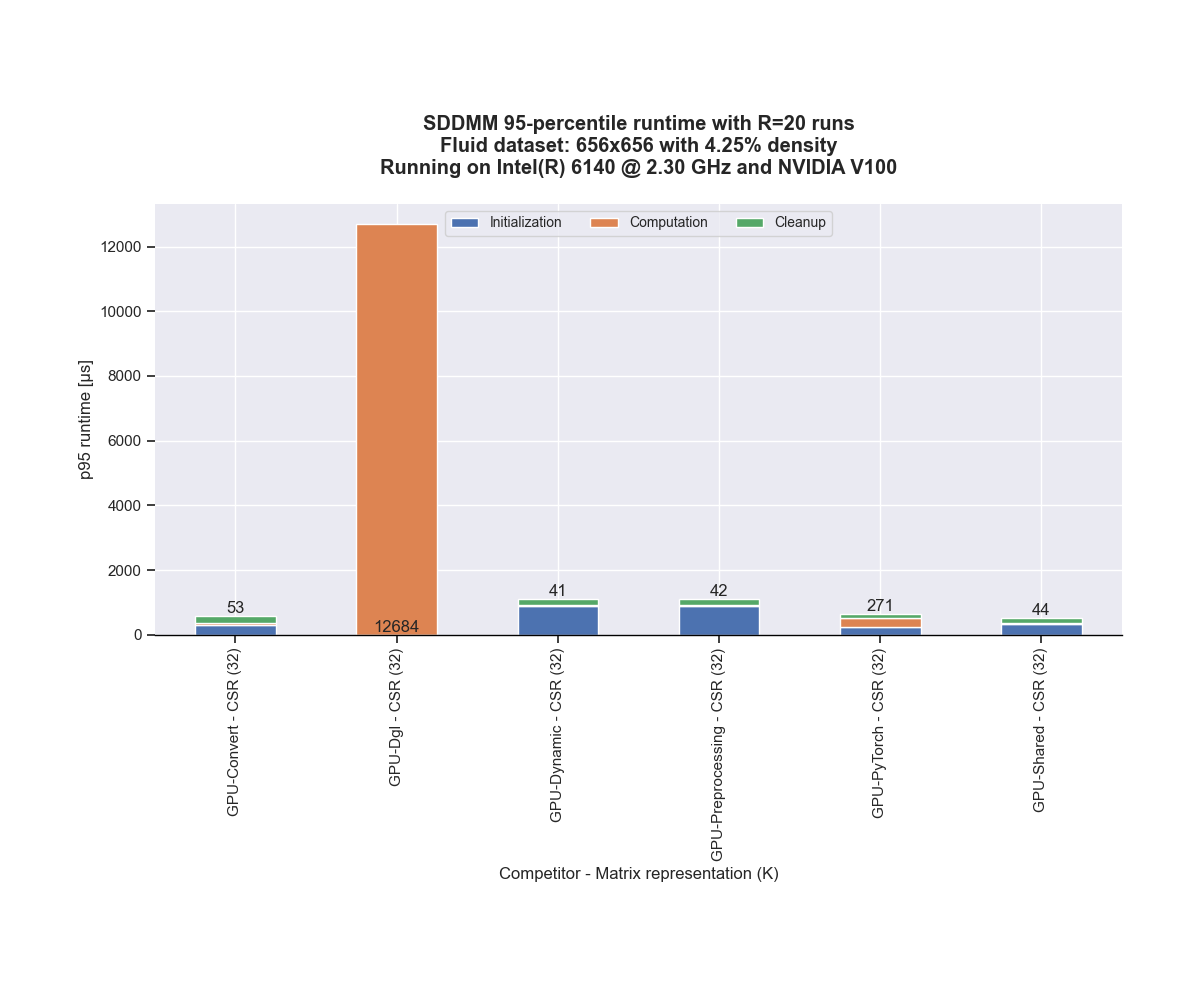 SDDMM 95-percentile runtime with R=20 runs
Fluid dataset: 656x656 with 4.25% density
Running on Intel(R) 6140 @ 2.30 GHz and NVIDIA V100
Initialization
Computation
Cleanup
p95 runtime [μs]
12000
10000
8000
6000
4000
2000
0
53
12684
41
42
271
44
GPU-Convert - CSR (32)
GPU-Dgl - CSR (32)
GPU-Dynamic - CSR (32)
GPU-Preprocessing - CSR (32)
GPU-PyTorch - CSR (32)
GPU-Shared - CSR (32)
Competitor - Matrix representation (K)